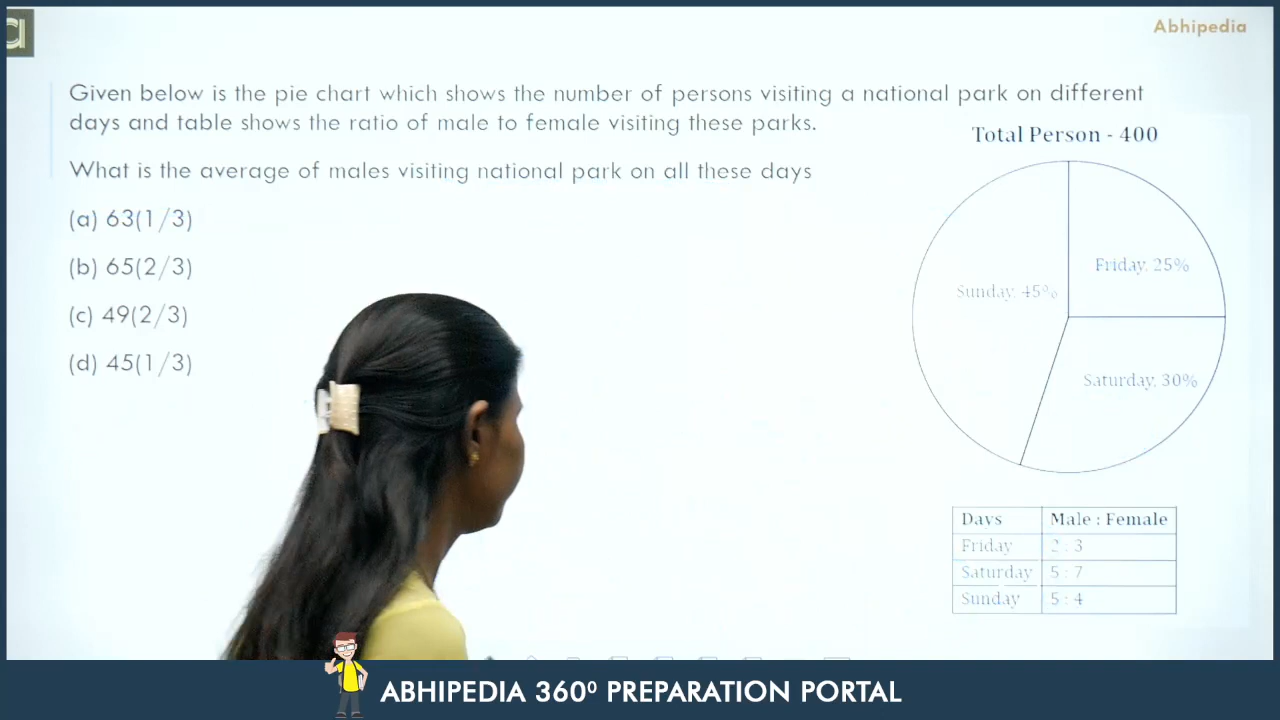 Abhipedia
Given below is the pie chart which shows the number of persons visiting a national park on different
days and table shows the ratio of male to female visiting these parks.
What is the average of males visiting national park on all these days
(a) 63(1/3)
(b) 65(2/3)
(c) 49(2/3)
(d) 45(1/3)
Total Person - 400
Friday, 25%
Sunday, 45%
Saturday, 30%
Days Male : Female
Friday 2 : 3
Saturday 5 : 7
Sunday 5 : 4
ABHIPEDIA 360º PREPARATION PORTAL